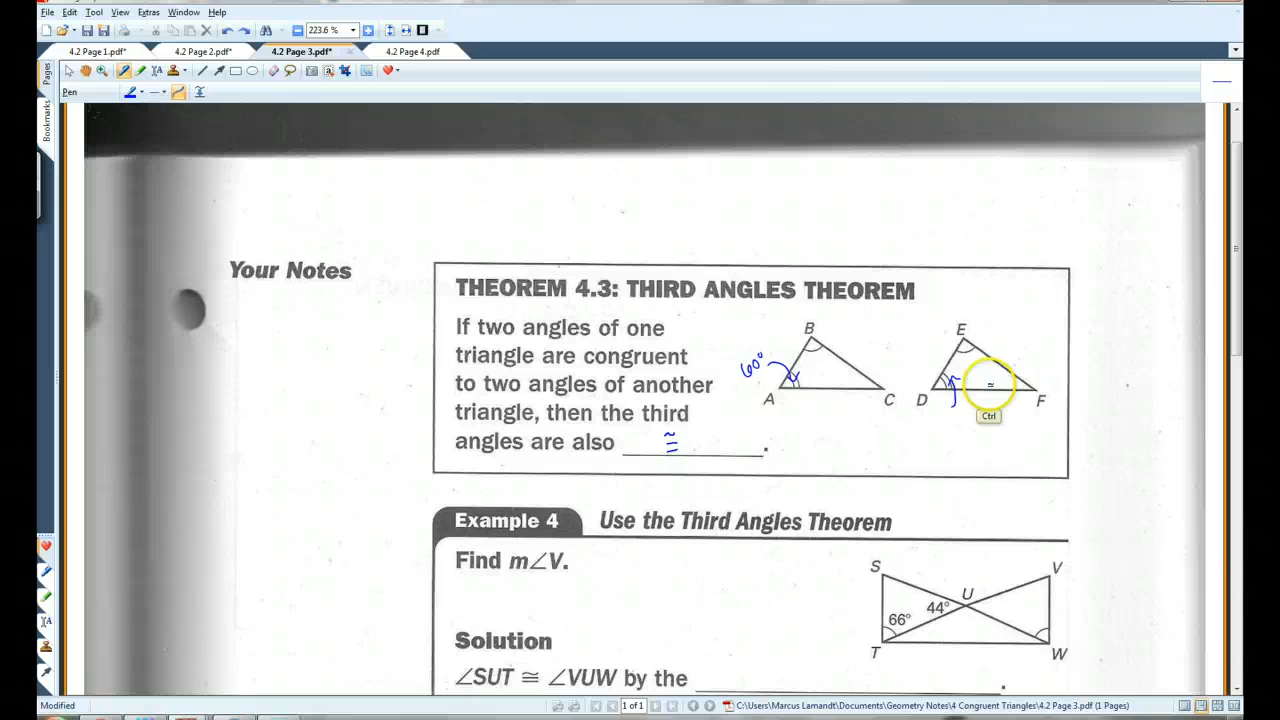 File Edit View Extras Window Help
223.6 %
4.2 Page 1.pdf* 4.2 Page 2.pdf* 4.2 Page 3.pdf* 4.2 Page 4.pdf
Pen
Pages
Bookmarks
Your Notes
THEOREM 4.3: THIRD ANGLES THEOREM
If two angles of one
triangle are congruent
to two angles of another
triangle, then the third
angles are also ≅ .
B
60°
A
C
E
D
F
≅
Ctrl
Example 4 Use the Third Angles Theorem
Find m∠V.
S
V
U
44°
66°
T
W
Solution
∠SUT ≅ ∠VUW by the .
Modified
1 of 1
C:\Users\Marcus Lamandt\Documents\Geometry Notes\4 Congruent Triangles\4.2 Page 3.pdf (1 Pages)